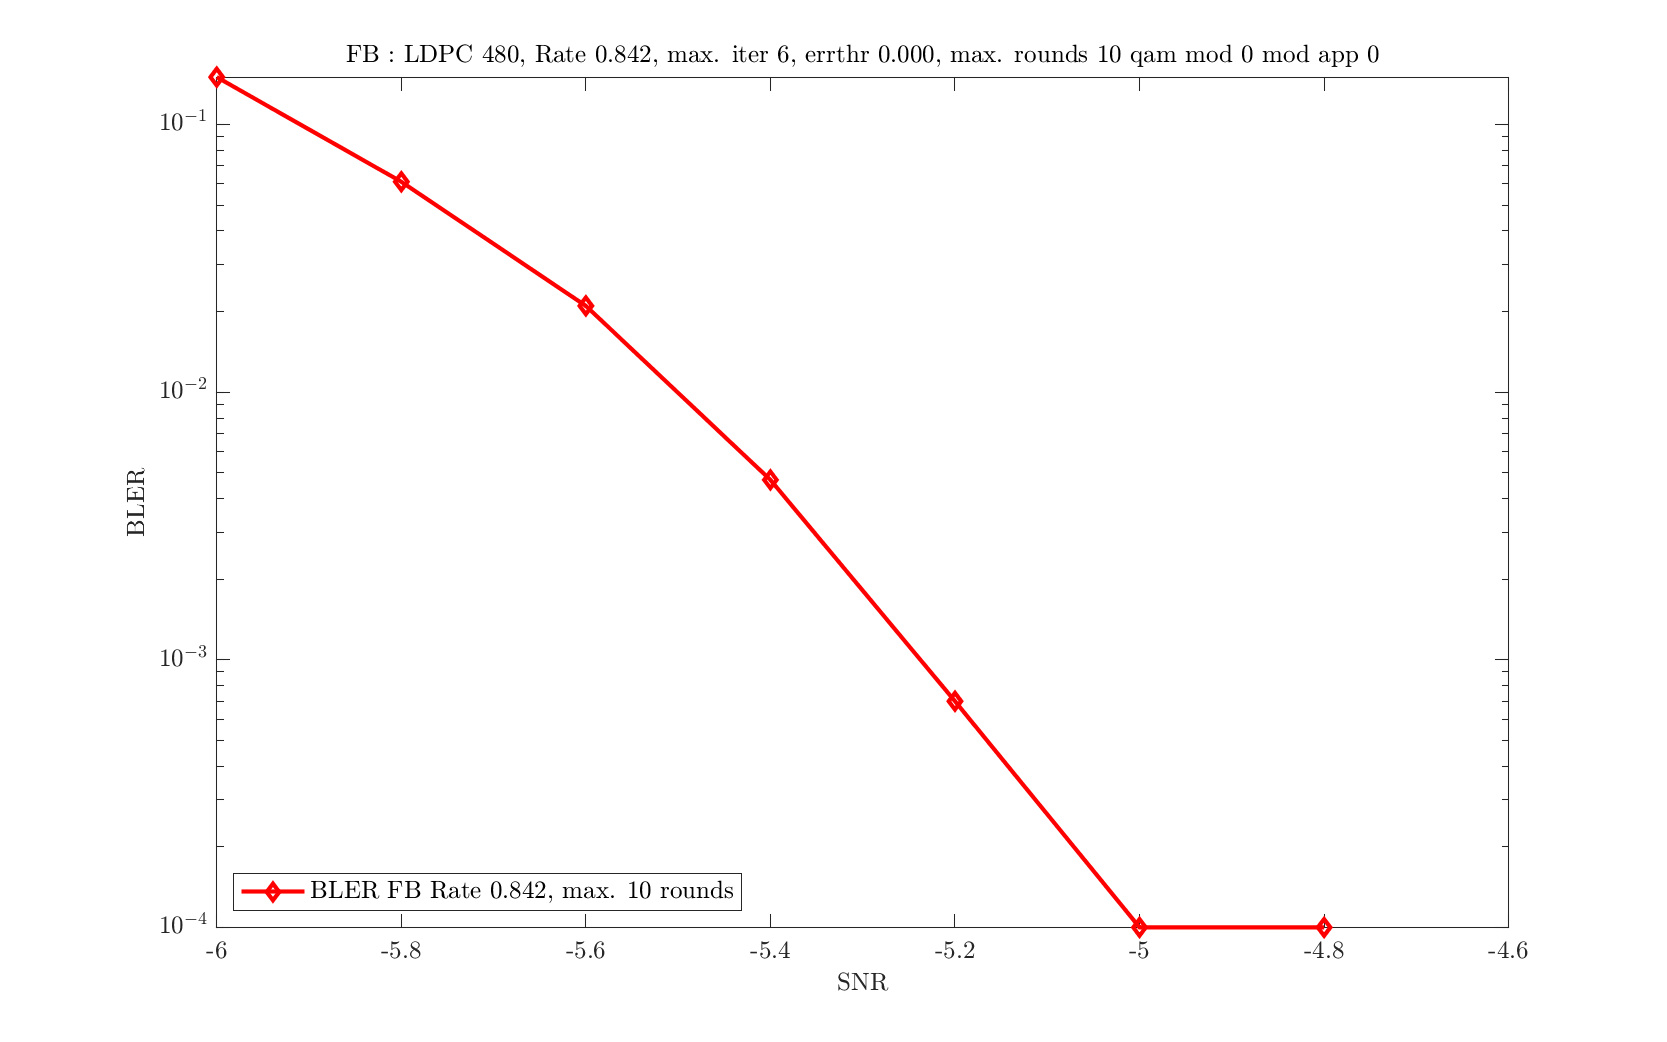 FB : LDPC 480, Rate 0.842, max. iter 6, errthr 0.000, max. rounds 10 qam mod 0 mod app 0
10^{-1}
10^{-2}
10^{-3}
10^{-4}
BLER
BLER FB Rate 0.842, max. 10 rounds
-6 -5.8 -5.6 -5.4 -5.2 -5 -4.8 -4.6
SNR